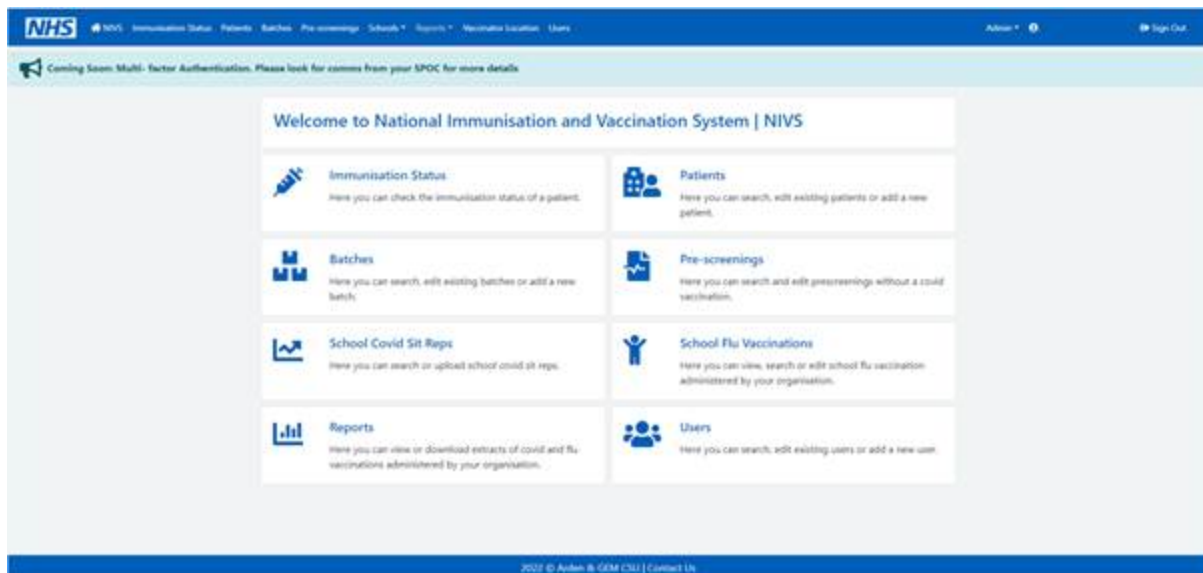 NHS NIVS Immunisation Status Patients Batches Pre-screenings Schools Reports Vaccinator Location Users Admin Sign Out
Coming Soon: Multi- factor Authentication. Please look for comms from your SPOC for more details
Welcome to National Immunisation and Vaccination System | NIVS
Immunisation Status
Here you can check the immunisation status of a patient.
Patients
Here you can search, edit existing patients or add a new
patient.
Batches
Here you can search, edit existing batches or add a new
batch.
Pre-screenings
Here you can search and edit prescreenings without a covid
vaccination.
School Covid Sit Reps
Here you can search or upload school covid sit reps.
School Flu Vaccinations
Here you can view, search or edit school flu vaccination
administered by your organisation.
Reports
Here you can view or download extracts of covid and flu
vaccinations administered by your organisation.
Users
Here you can search, edit existing users or add a new user.
2022 © Arden & GEM CSU | Contact Us